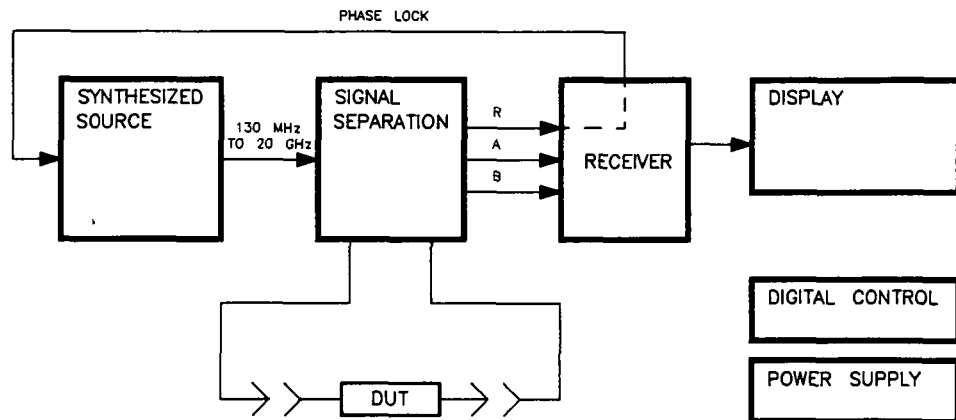 PHASE LOCK
SYNTHESIZED
SOURCE
130 MHz
TO 20 GHz
SIGNAL
SEPARATION
R
A
B
RECEIVER
DISPLAY
DIGITAL CONTROL
POWER SUPPLY
DUT